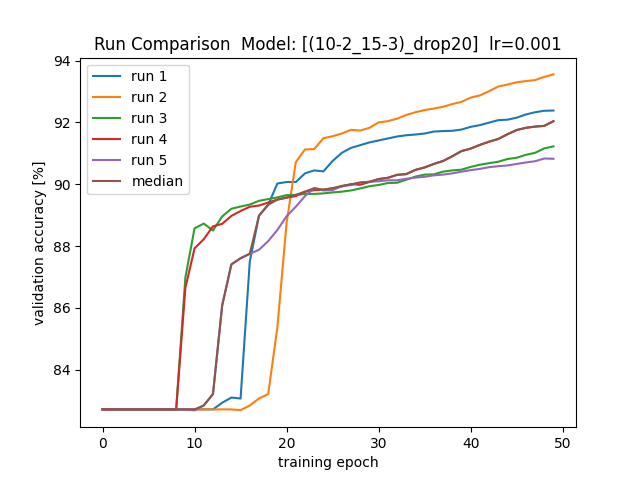 Run Comparison  Model: [(10-2_15-3)_drop20]  lr=0.001
run 1
run 2
run 3
run 4
run 5
median
validation accuracy [%]
94
92
90
88
86
84
0 10 20 30 40 50
training epoch